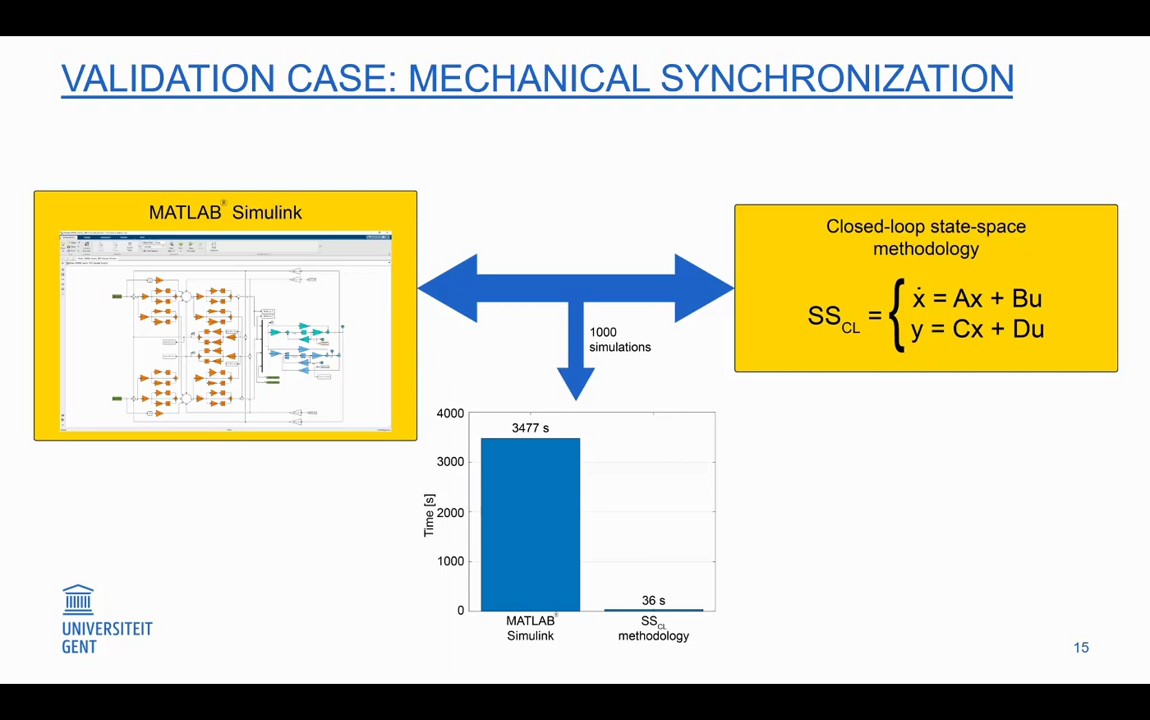 VALIDATION CASE: MECHANICAL SYNCHRONIZATION
MATLAB® Simulink
Closed-loop state-space
methodology
SS_CL = { ẋ = Ax + Bu
y = Cx + Du
1000
simulations
4000
3000
2000
1000
0
Time [s]
3477 s
36 s
MATLAB®
Simulink
SS_CL
methodology
UNIVERSITEIT
GENT
15